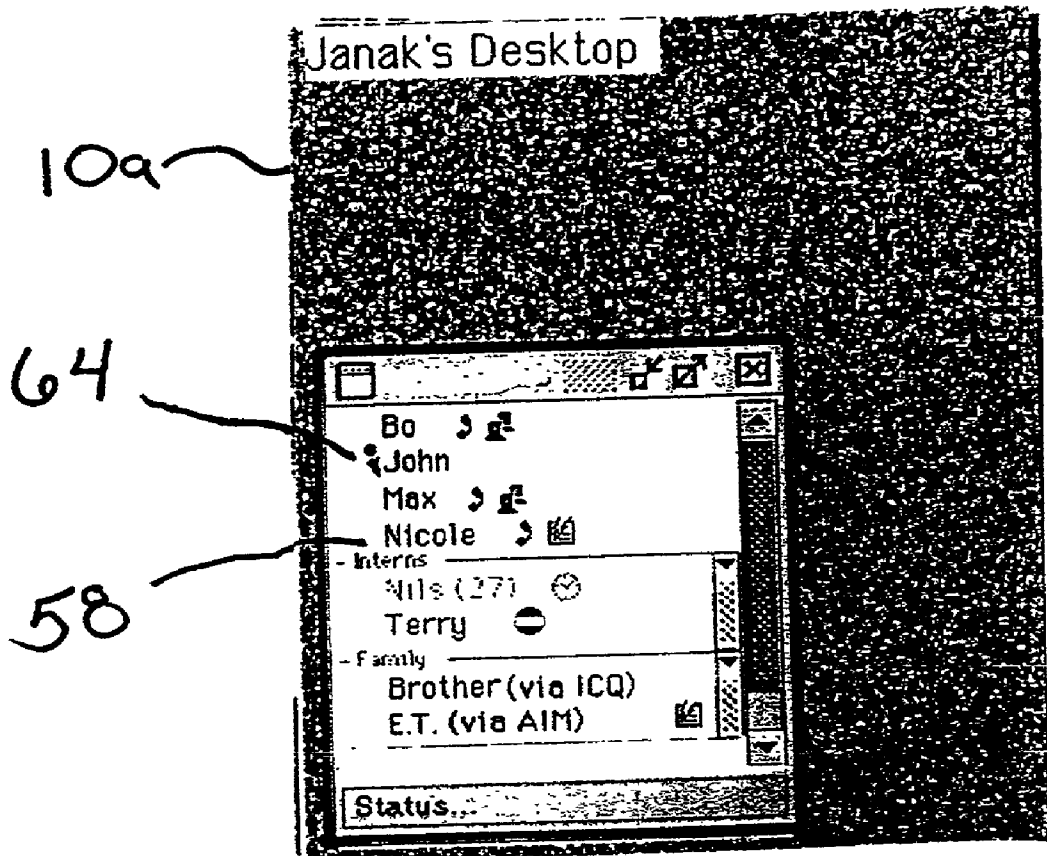 Janak's Desktop
10a
64
Bo
John
Max
Nicole
58
- Interns
Nils (27)
Terry
- Family
Brother (via ICQ)
E.T. (via AIM)
Status...